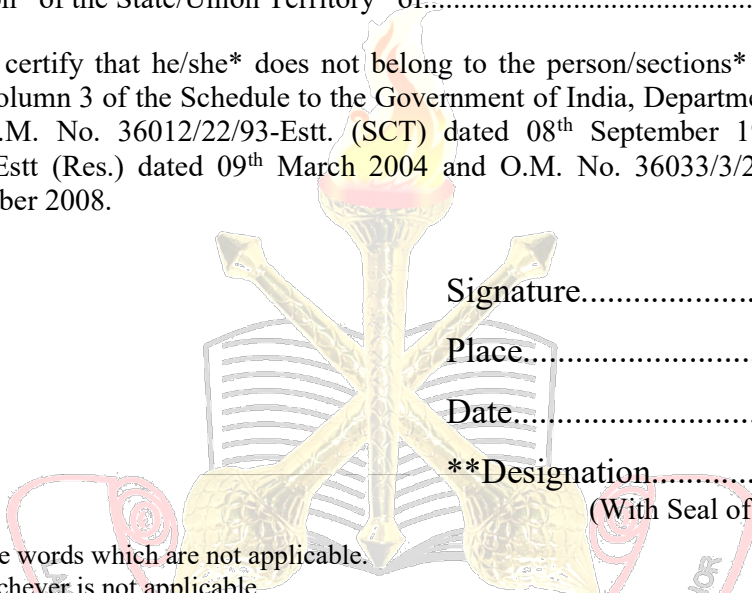 of the State/Union Territory of
certify that he/she* does not belong to the person/sections*
olumn 3 of the Schedule to the Government of India, Departme
.M. No. 36012/22/93-Estt. (SCT) dated 08th September 1
Estt (Res.) dated 09th March 2004 and O.M. No. 36033/3/2
ber 2008.
Signature..................
Place..........................
Date...........................
**Designation............
(With Seal of
e words which are not applicable.
chever is not applicable